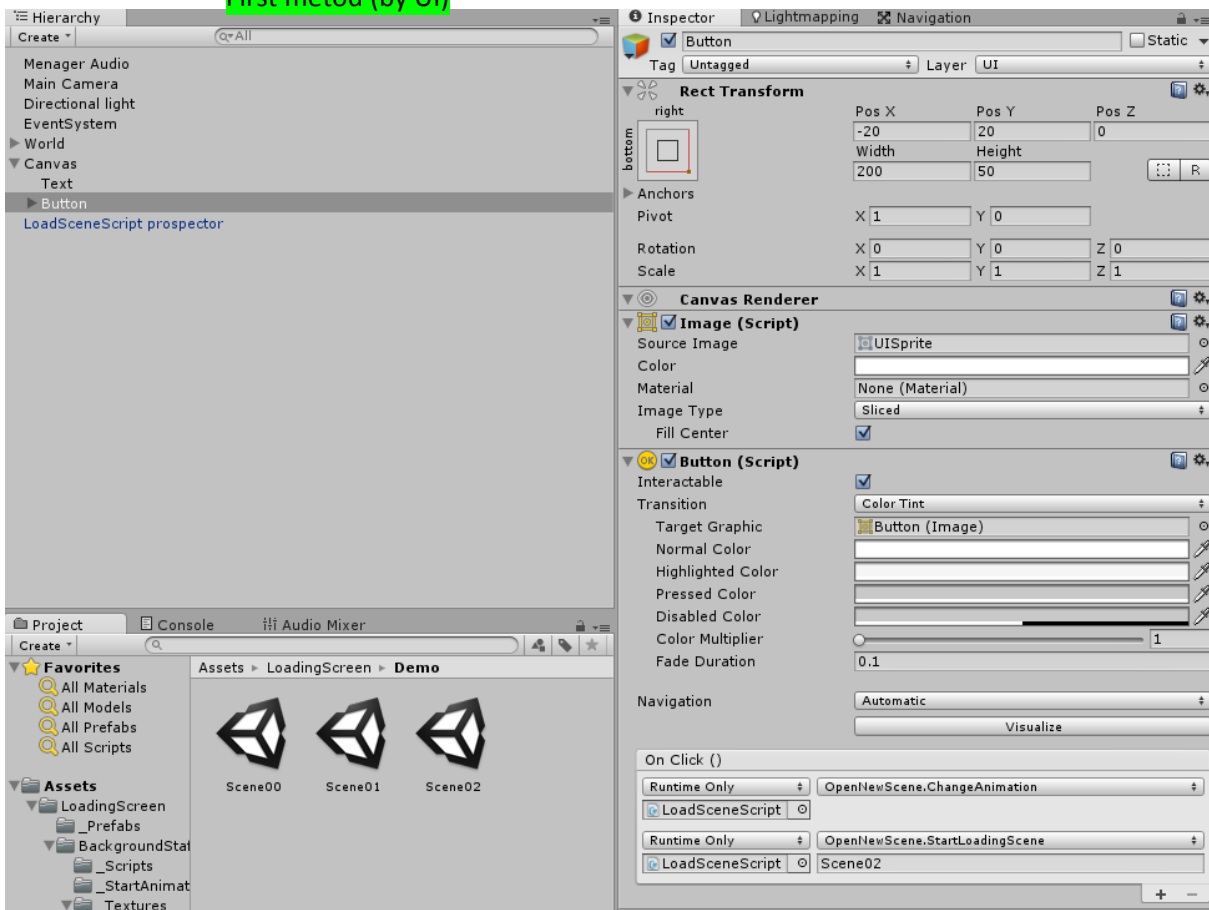 First metod (by UI)
Hierarchy
Create
All
Menager Audio
Main Camera
Directional light
EventSystem
World
Canvas
Text
Button
LoadSceneScript prospector
Project Console Audio Mixer
Create
Favorites
All Materials
All Models
All Prefabs
All Scripts
Assets
LoadingScreen
_Prefabs
BackgroundStat
_Scripts
_StartAnimat
_Textures
Assets LoadingScreen Demo
Scene00 Scene01 Scene02
Inspector Lightmapping Navigation
Button Static
Tag Untagged Layer UI
Rect Transform
right Pos X Pos Y Pos Z
bottom -20 20 0
Width Height
200 50 R
Anchors
Pivot X 1 Y 0
Rotation X 0 Y 0 Z 0
Scale X 1 Y 1 Z 1
Canvas Renderer
Image (Script)
Source Image UISprite
Color
Material None (Material)
Image Type Sliced
Fill Center
OK Button (Script)
Interactable
Transition Color Tint
Target Graphic Button (Image)
Normal Color
Highlighted Color
Pressed Color
Disabled Color
Color Multiplier 1
Fade Duration 0.1
Navigation Automatic
Visualize
On Click ()
Runtime Only OpenNewScene.ChangeAnimation
LoadSceneScript
Runtime Only OpenNewScene.StartLoadingScene
LoadSceneScript Scene02
+ −